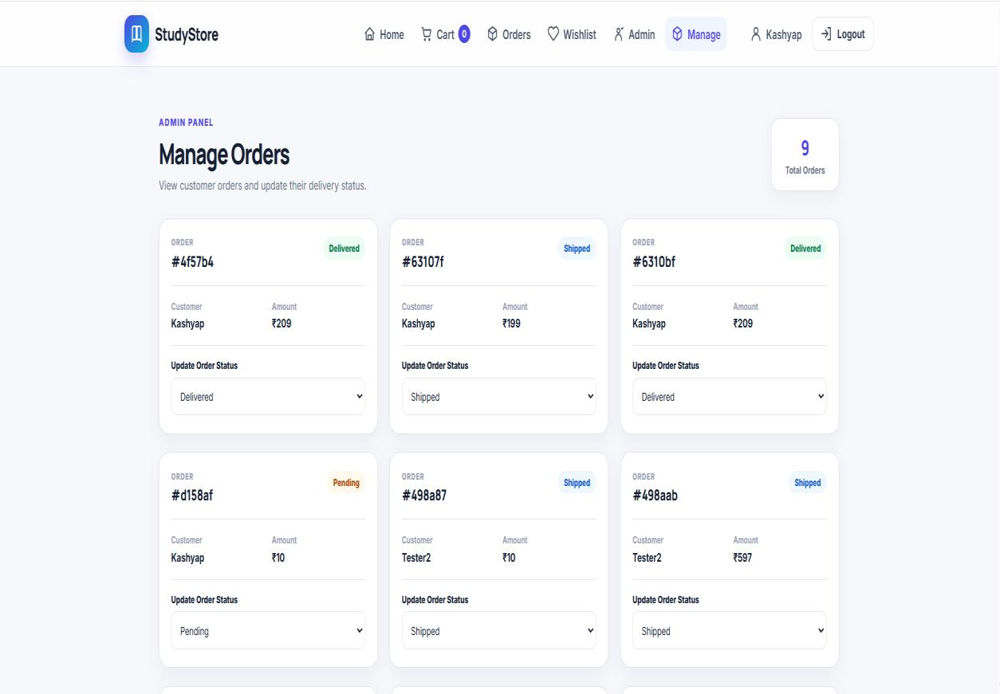 StudyStore Home Cart 0 Orders Wishlist Admin Manage Kashyap Logout
ADMIN PANEL
Manage Orders
View customer orders and update their delivery status.
9
Total Orders
ORDER
#4f57b4
Delivered
Customer Amount
Kashyap ₹209
Update Order Status
Delivered
ORDER
#63107f
Shipped
Customer Amount
Kashyap ₹199
Update Order Status
Shipped
ORDER
#6310bf
Delivered
Customer Amount
Kashyap ₹209
Update Order Status
Delivered
ORDER
#d158af
Pending
Customer Amount
Kashyap ₹10
Update Order Status
Pending
ORDER
#498a87
Shipped
Customer Amount
Tester2 ₹10
Update Order Status
Shipped
ORDER
#498aab
Shipped
Customer Amount
Tester2 ₹597
Update Order Status
Shipped